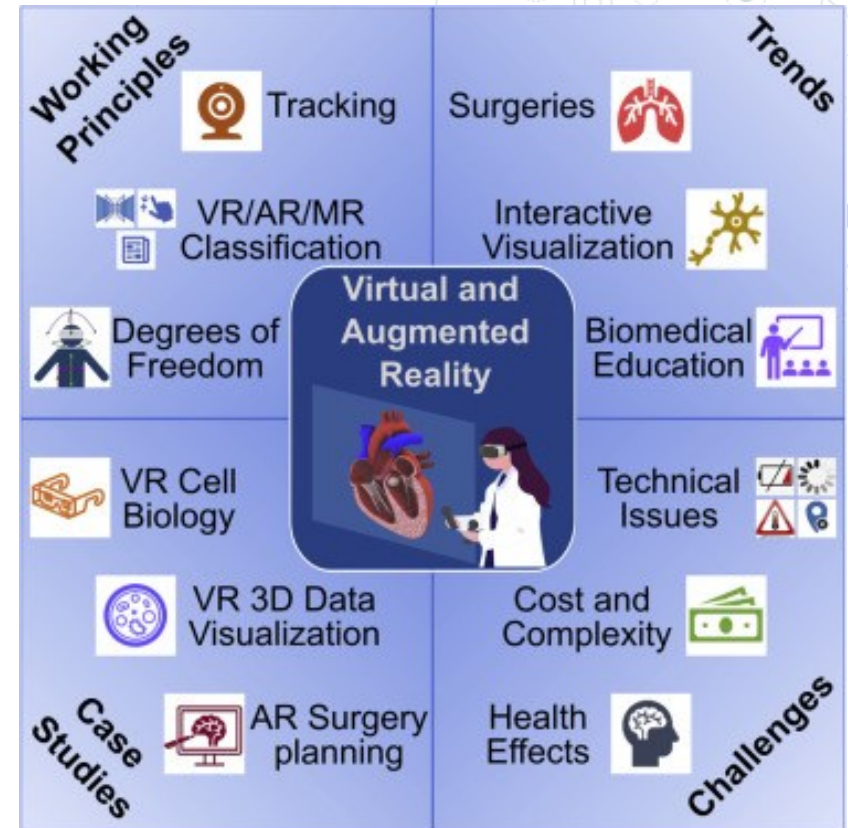 Working
Principles
Tracking
VR/AR/MR
Classification
Degrees of
Freedom
Trends
Surgeries
Interactive
Visualization
Biomedical
Education
Virtual and
Augmented
Reality
VR Cell
Biology
VR 3D Data
Visualization
AR Surgery
planning
Case
Studies
Technical
Issues
Cost and
Complexity
Health
Effects
Challenges